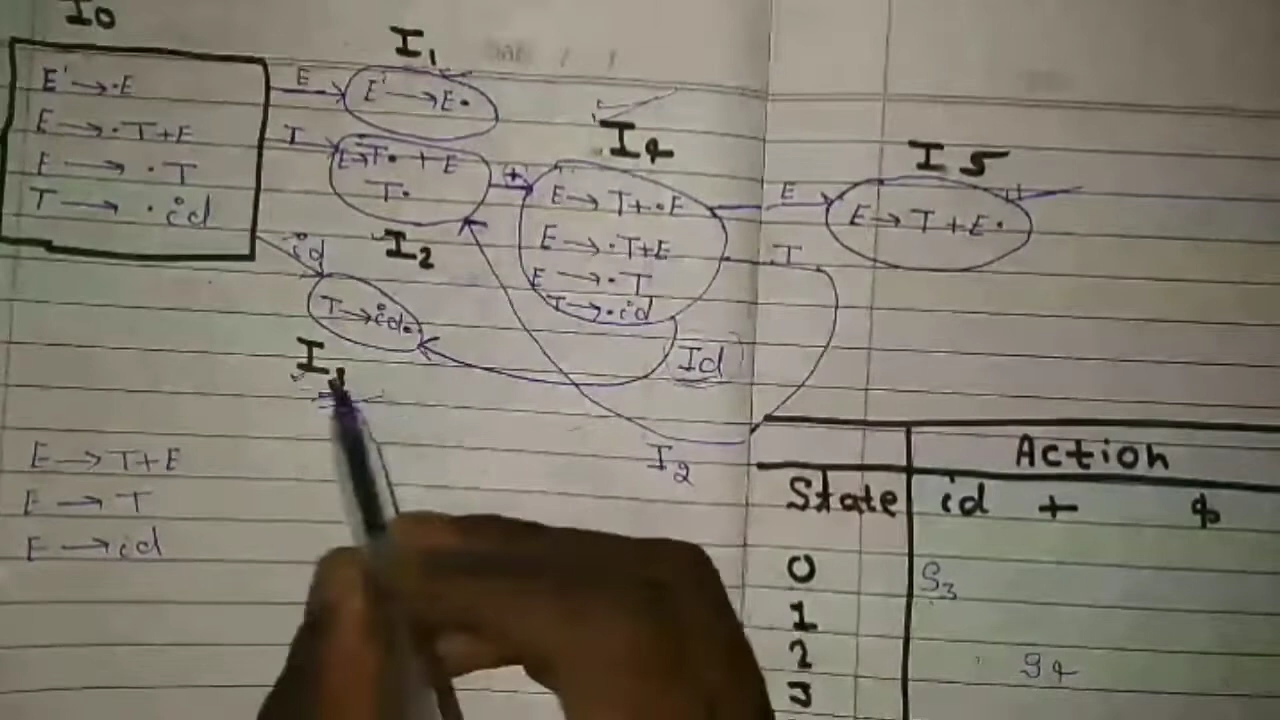 I0
E' → ·E
E → ·T+E
E → ·T
T → ·id
E
T
id
I1
E' → E·
E→T· + E
T·
I2
T→id·
I
+
I4
E → T+·E
E → ·T+E
E → ·T
T → ·id
E
T
Id
I2
I5
E → T+E·
E → T+E
E → T
E → id
Action
State id + $
0 S3
1
2 S4
3